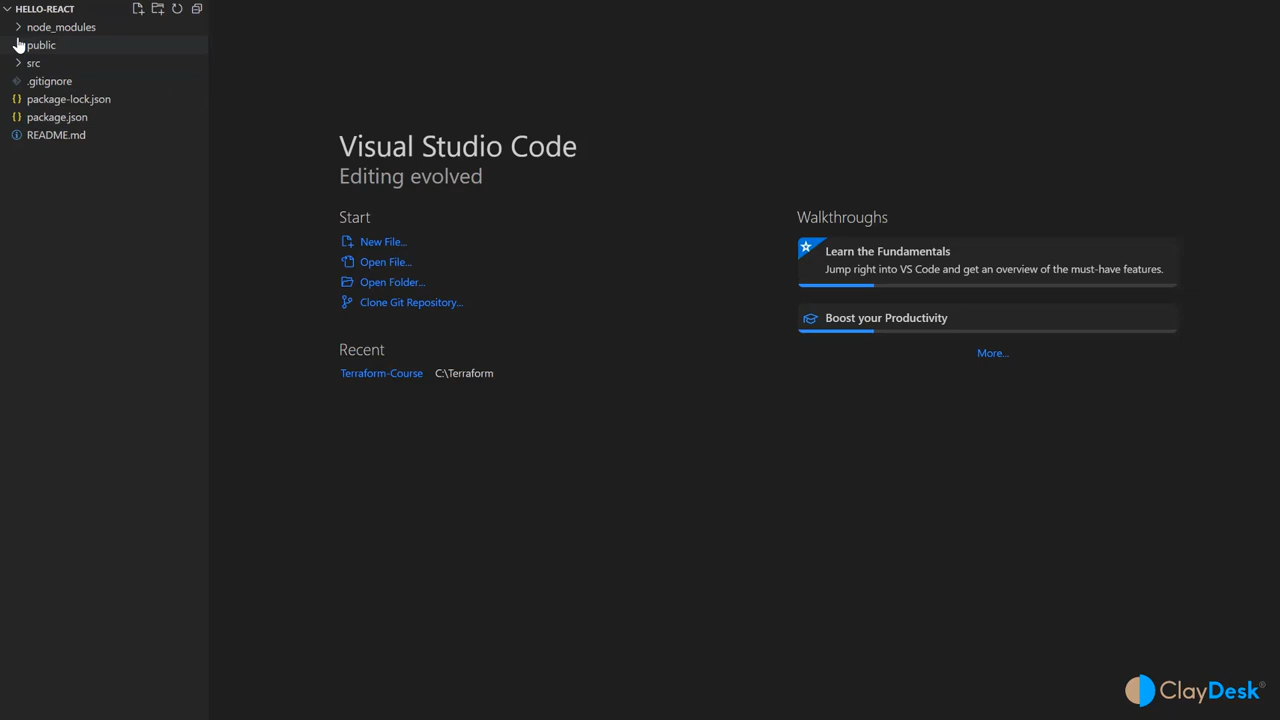 HELLO-REACT
node_modules
public
src
.gitignore
package-lock.json
package.json
README.md
Visual Studio Code
Editing evolved
Start
New File...
Open File...
Open Folder...
Clone Git Repository...
Recent
Terraform-Course C:\Terraform
Walkthroughs
Learn the Fundamentals
Jump right into VS Code and get an overview of the must-have features.
Boost your Productivity
More...
ClayDesk®